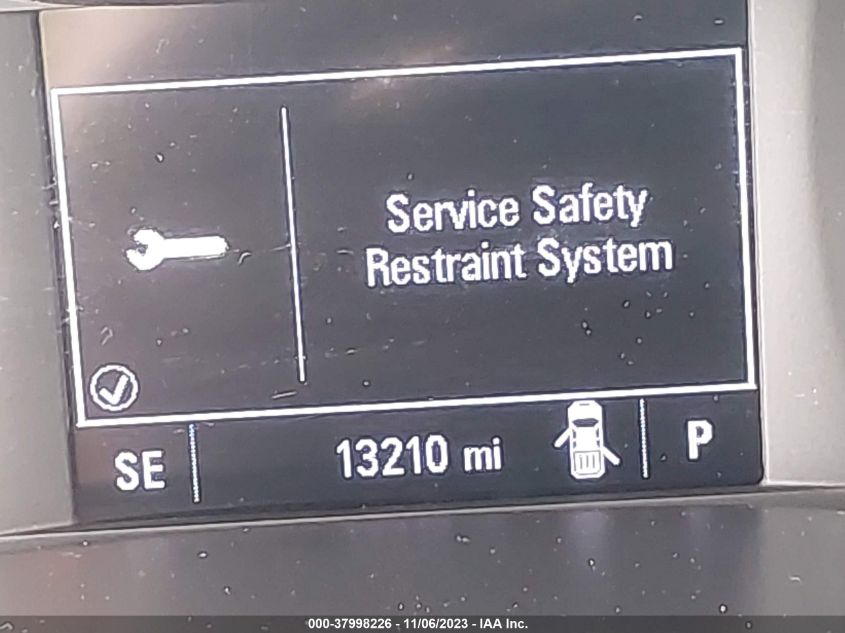 Service Safety
Restraint System
SE
13210 mi
P
000-37998226 - 11/06/2023 - IAA Inc.